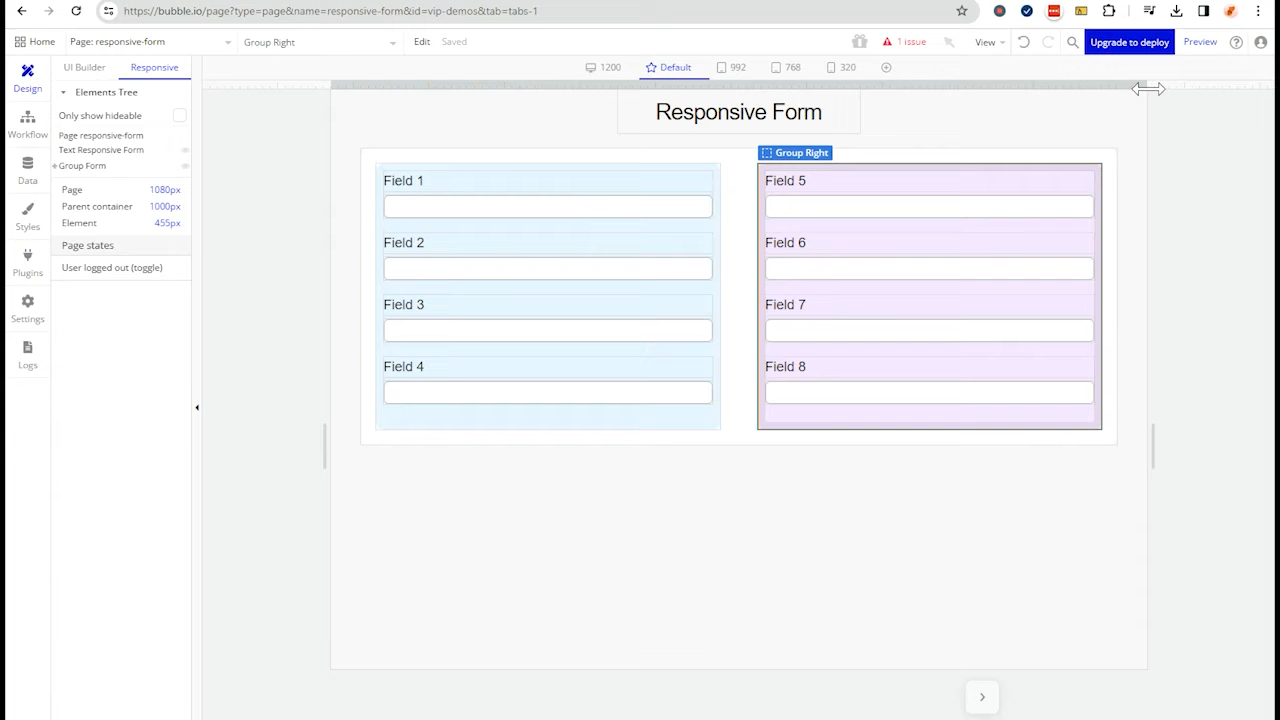 https://bubble.io/page?type=page&name=responsive-form&id=vip-demos&tab=tabs-1
Home Page: responsive-form Group Right Edit Saved 1 issue View Upgrade to deploy Preview
UI Builder Responsive 1200 Default 992 768 320
Design
Elements Tree
Only show hideable
Workflow
Page responsive-form
Text Responsive Form
Group Form
Data
Page 1080px
Parent container 1000px
Element 455px
Styles
Page states
User logged out (toggle)
Plugins
Settings
Logs
Responsive Form
Group Right
Field 1
Field 2
Field 3
Field 4
Field 5
Field 6
Field 7
Field 8